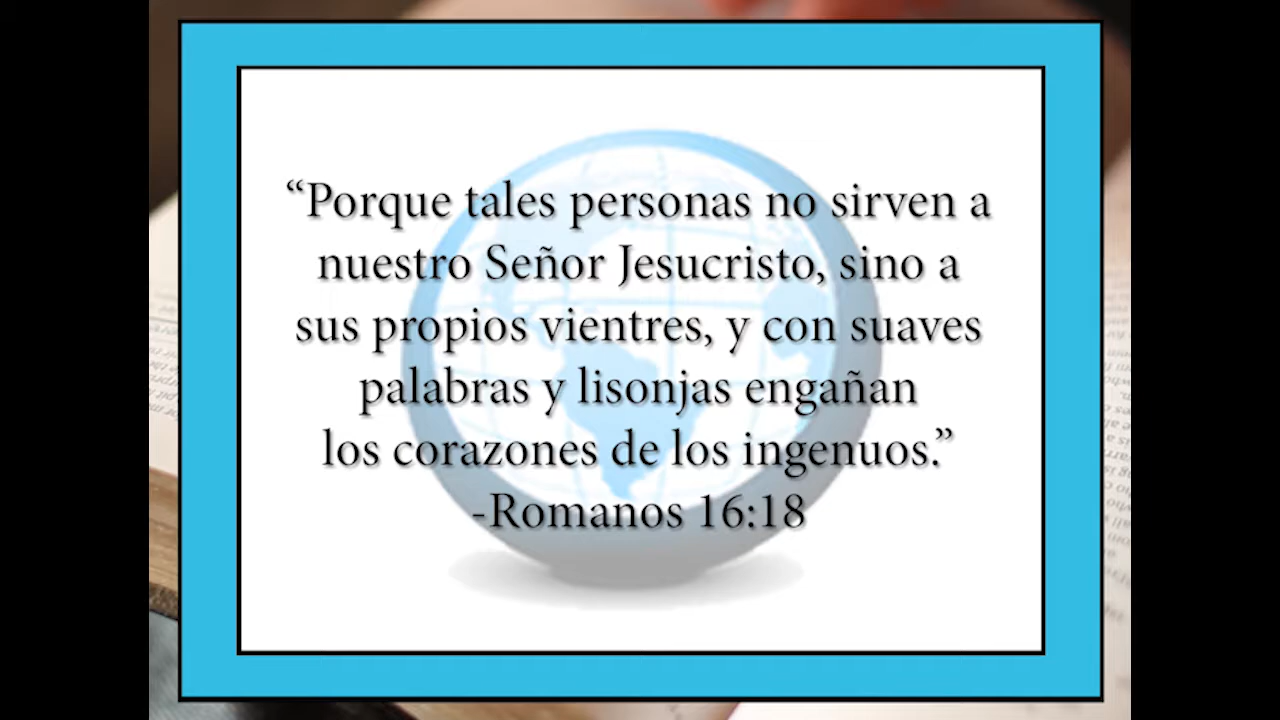 “Porque tales personas no sirven a
nuestro Señor Jesucristo, sino a
sus propios vientres, y con suaves
palabras y lisonjas engañan
los corazones de los ingenuos.”
-Romanos 16:18